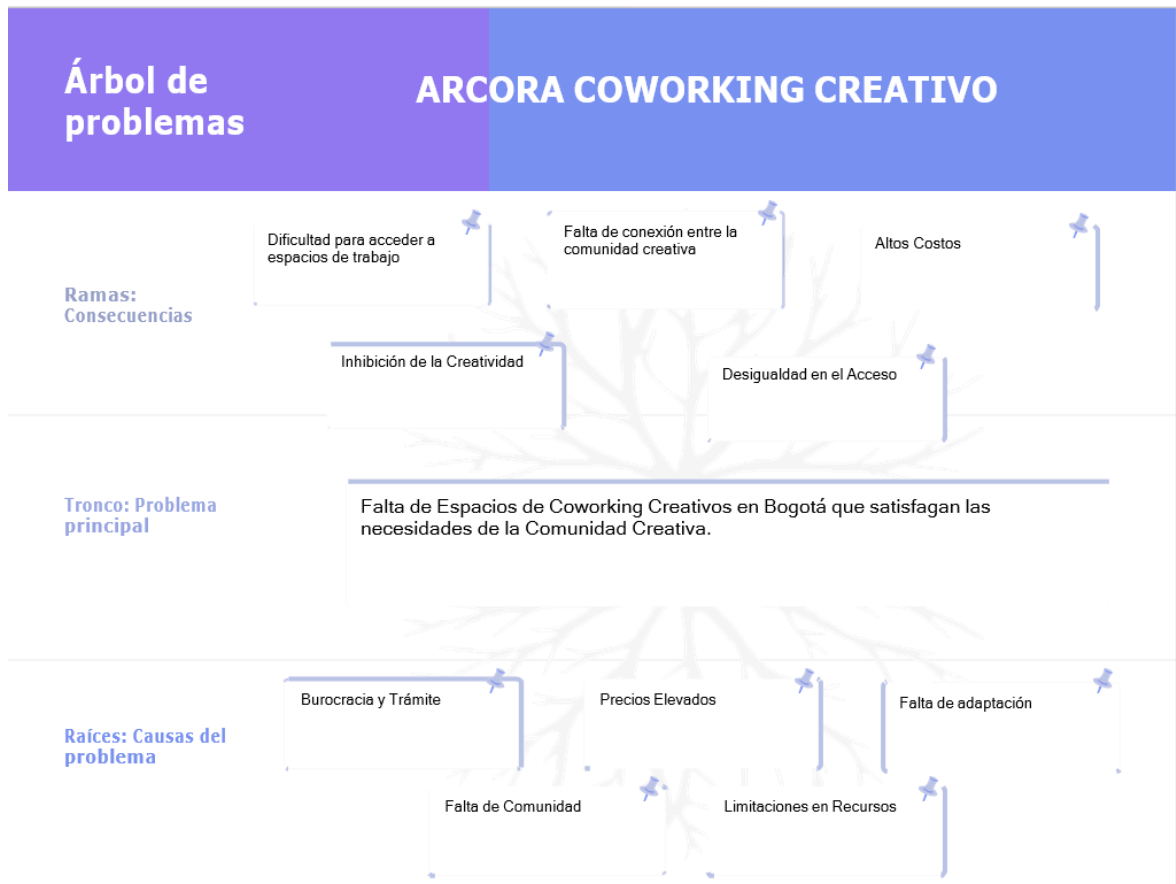 Árbol de
problemas
ARCORA COWORKING CREATIVO
Ramas:
Consecuencias
Dificultad para acceder a
espacios de trabajo
Falta de conexión entre la
comunidad creativa
Altos Costos
Inhibición de la Creatividad
Desigualdad en el Acceso
Tronco: Problema
principal
Falta de Espacios de Coworking Creativos en Bogotá que satisfagan las
necesidades de la Comunidad Creativa.
Raíces: Causas del
problema
Burocracia y Trámite
Precios Elevados
Falta de adaptación
Falta de Comunidad
Limitaciones en Recursos